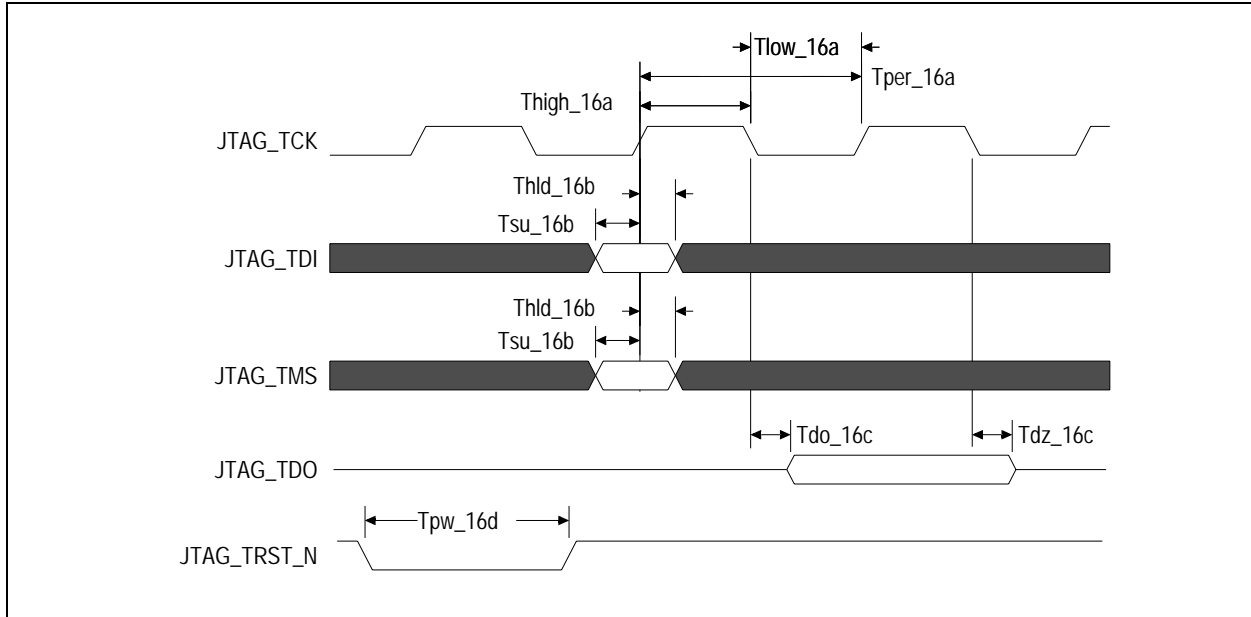 Tlow_16a
Tper_16a
Thigh_16a
JTAG_TCK
Thld_16b
Tsu_16b
JTAG_TDI
Thld_16b
Tsu_16b
JTAG_TMS
Tdo_16c
Tdz_16c
JTAG_TDO
Tpw_16d
JTAG_TRST_N